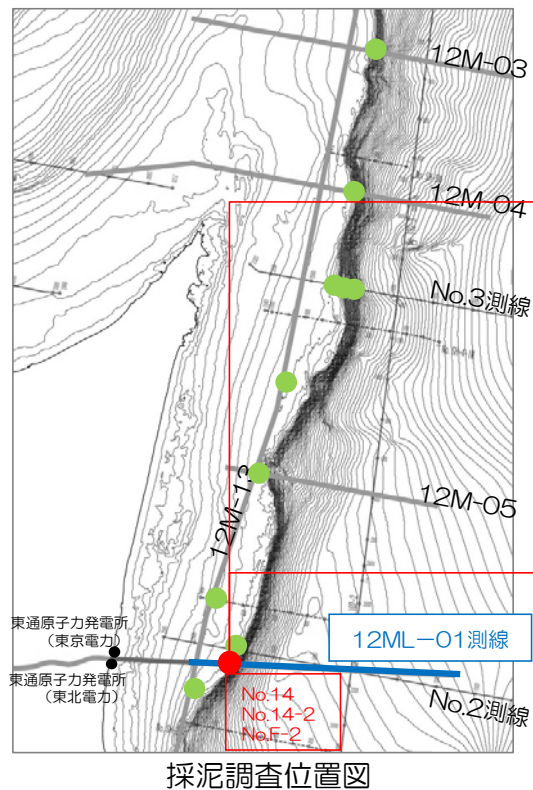 12M-03
12M-04
No.3測線
12M-05
12M-13
東通原子力発電所
（東京電力）
東通原子力発電所
（東北電力）
12ML－01測線
No.2測線
No.14
No.14-2
No.F-2
採泥調査位置図